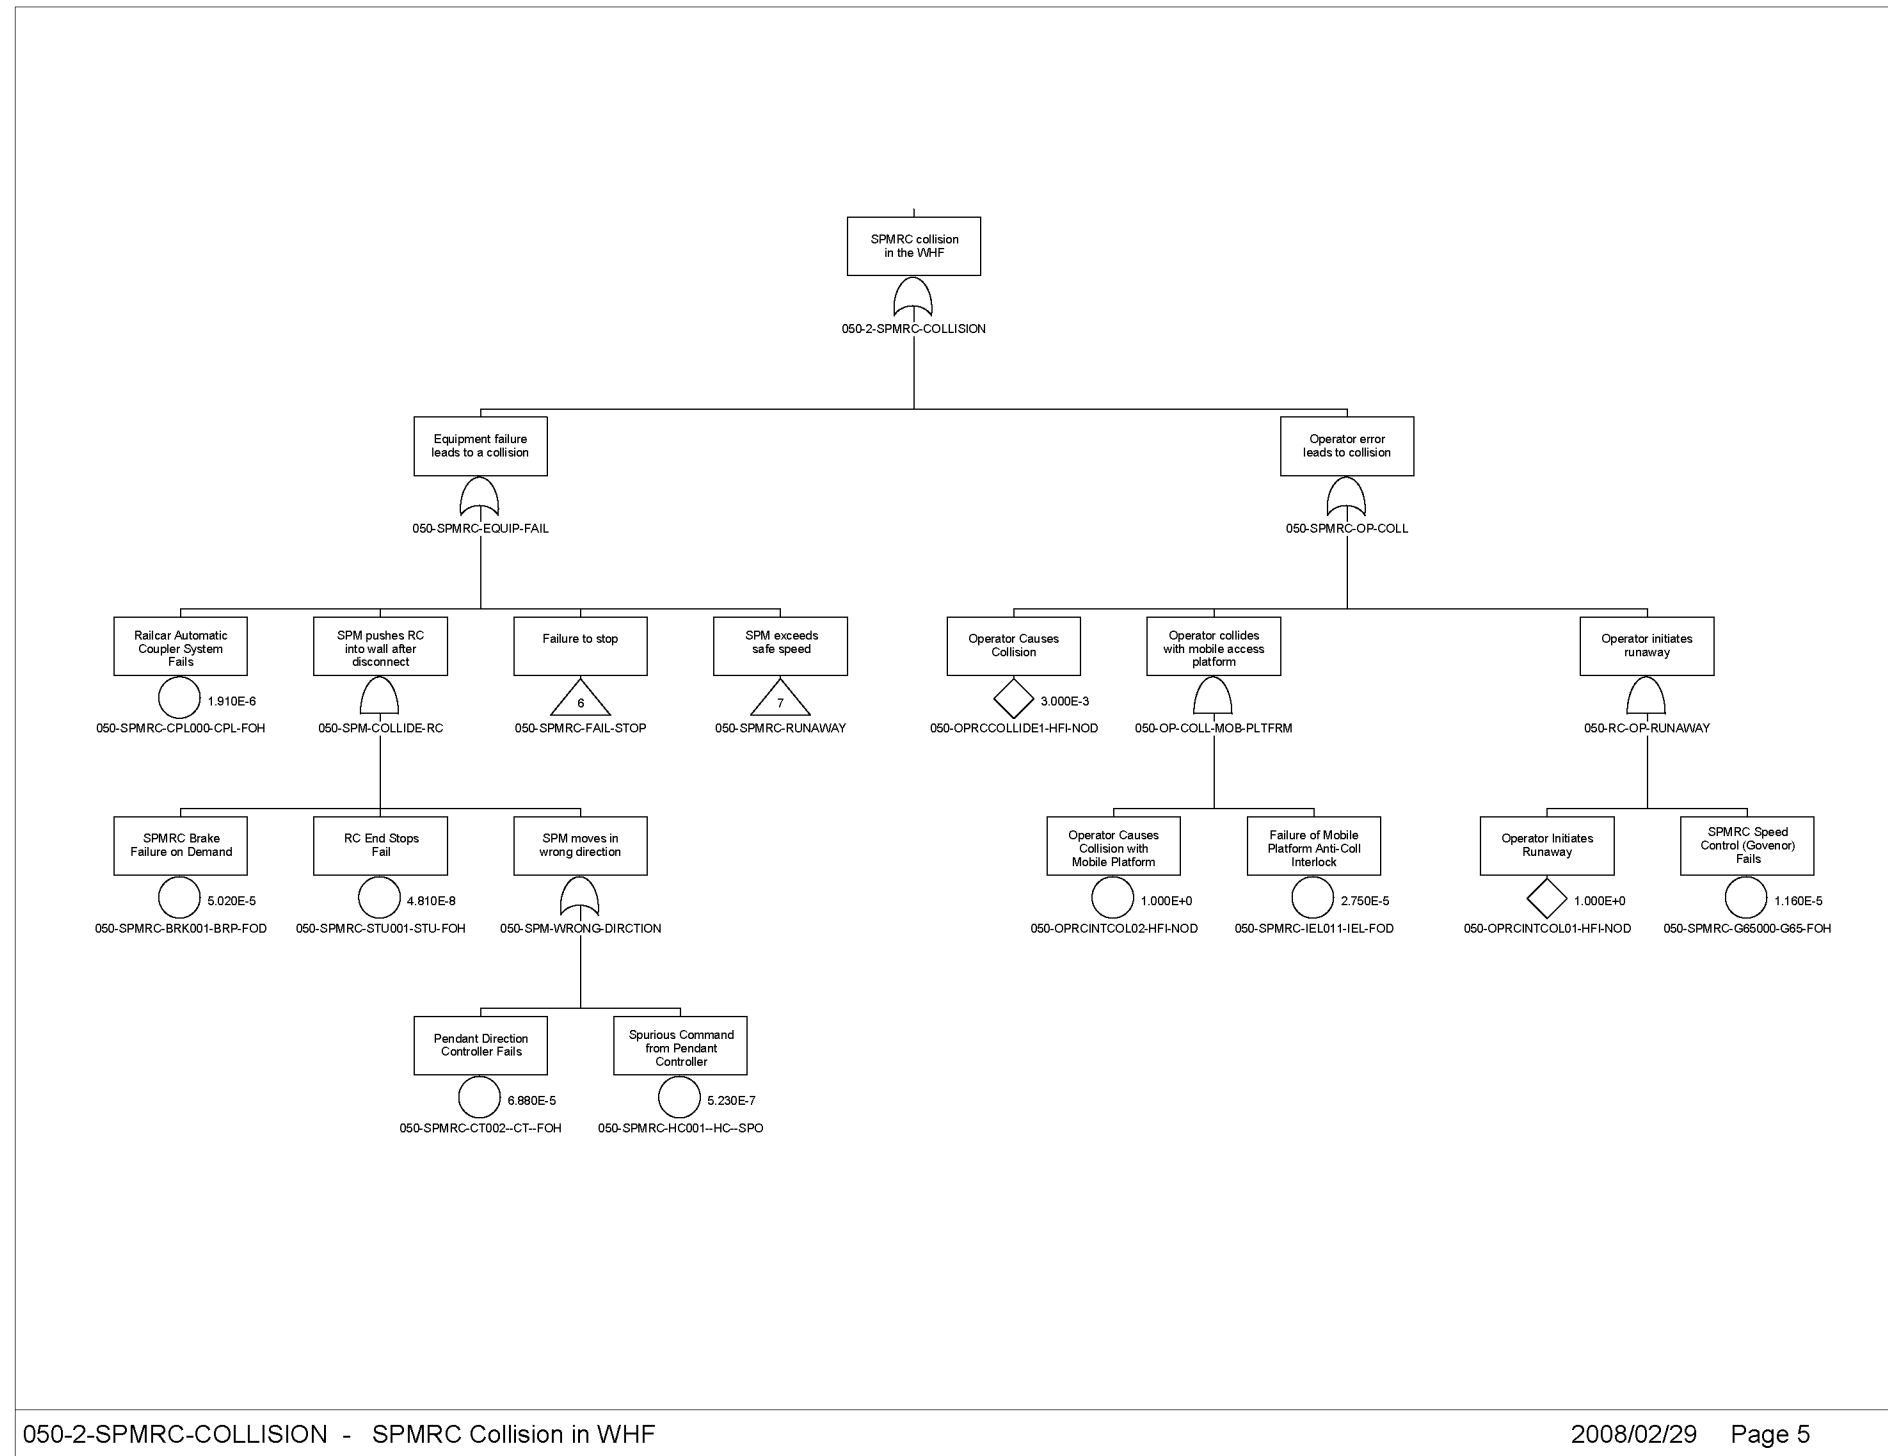 SPMRC collision
in the WHF
050-2-SPMRC-COLLISION
Equipment failure
leads to a collision
050-SPMRC-EQUIP-FAIL
Operator error
leads to collision
050-SPMRC-OP-COLL
Railcar Automatic
Coupler System
Fails
1.910E-6
050-SPMRC-CPL000-CPL-FOH
SPM pushes RC
into wall after
disconnect
050-SPM-COLLIDE-RC
Failure to stop
6
050-SPMRC-FAIL-STOP
SPM exceeds
safe speed
7
050-SPMRC-RUNAWAY
Operator Causes
Collision
3.000E-3
050-OPRCCOLLIDE1-HFI-NOD
Operator collides
with mobile access
platform
050-OP-COLL-MOB-PLTFRM
Operator initiates
runaway
050-RC-OP-RUNAWAY
SPMRC Brake
Failure on Demand
5.020E-5
050-SPMRC-BRK001-BRP-FOD
RC End Stops
Fail
4.810E-8
050-SPMRC-STU001-STU-FOH
SPM moves in
wrong direction
050-SPM-WRONG-DIRCTION
Operator Causes
Collision with
Mobile Platform
1.000E+0
050-OPRCINTCOL02-HFI-NOD
Failure of Mobile
Platform Anti-Coll
Interlock
2.750E-5
050-SPMRC-IEL011-IEL-FOD
Operator Initiates
Runaway
1.000E+0
050-OPRCINTCOL01-HFI-NOD
SPMRC Speed
Control (Govenor)
Fails
1.160E-5
050-SPMRC-G65000-G65-FOH
Pendant Direction
Controller Fails
6.880E-5
050-SPMRC-CT002--CT--FOH
Spurious Command
from Pendant
Controller
5.230E-7
050-SPMRC-HC001--HC--SPO
050-2-SPMRC-COLLISION - SPMRC Collision in WHF
2008/02/29 Page 5